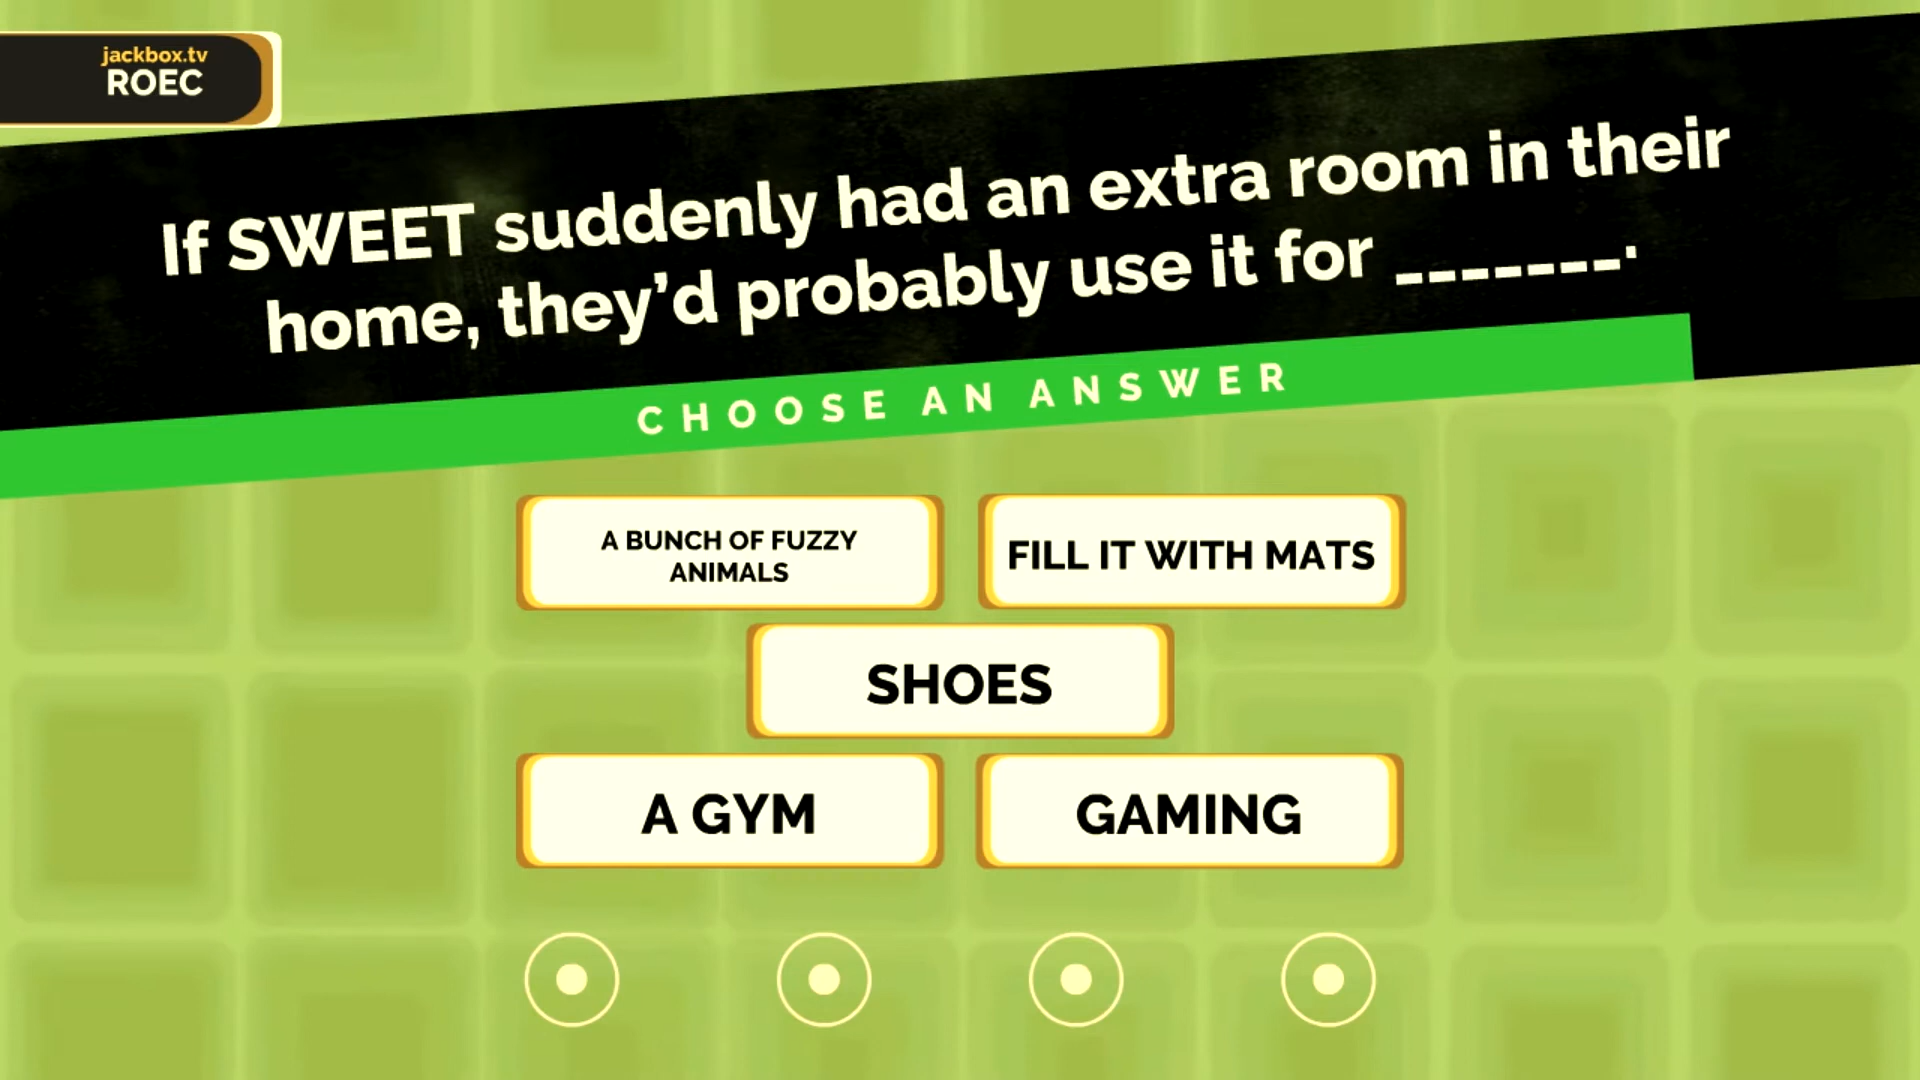 jackbox.tv
ROEC
If SWEET suddenly had an extra room in their
home, they’d probably use it for _______.
CHOOSE AN ANSWER
A BUNCH OF FUZZY
ANIMALS
FILL IT WITH MATS
SHOES
A GYM
GAMING